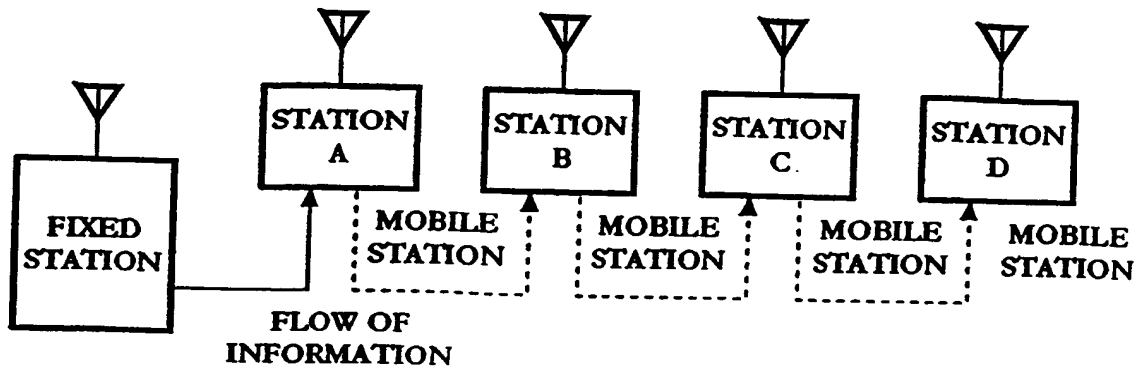 FIXED
STATION
STATION
A
STATION
B
STATION
C
STATION
D
MOBILE
STATION
MOBILE
STATION
MOBILE
STATION
MOBILE
STATION
FLOW OF
INFORMATION